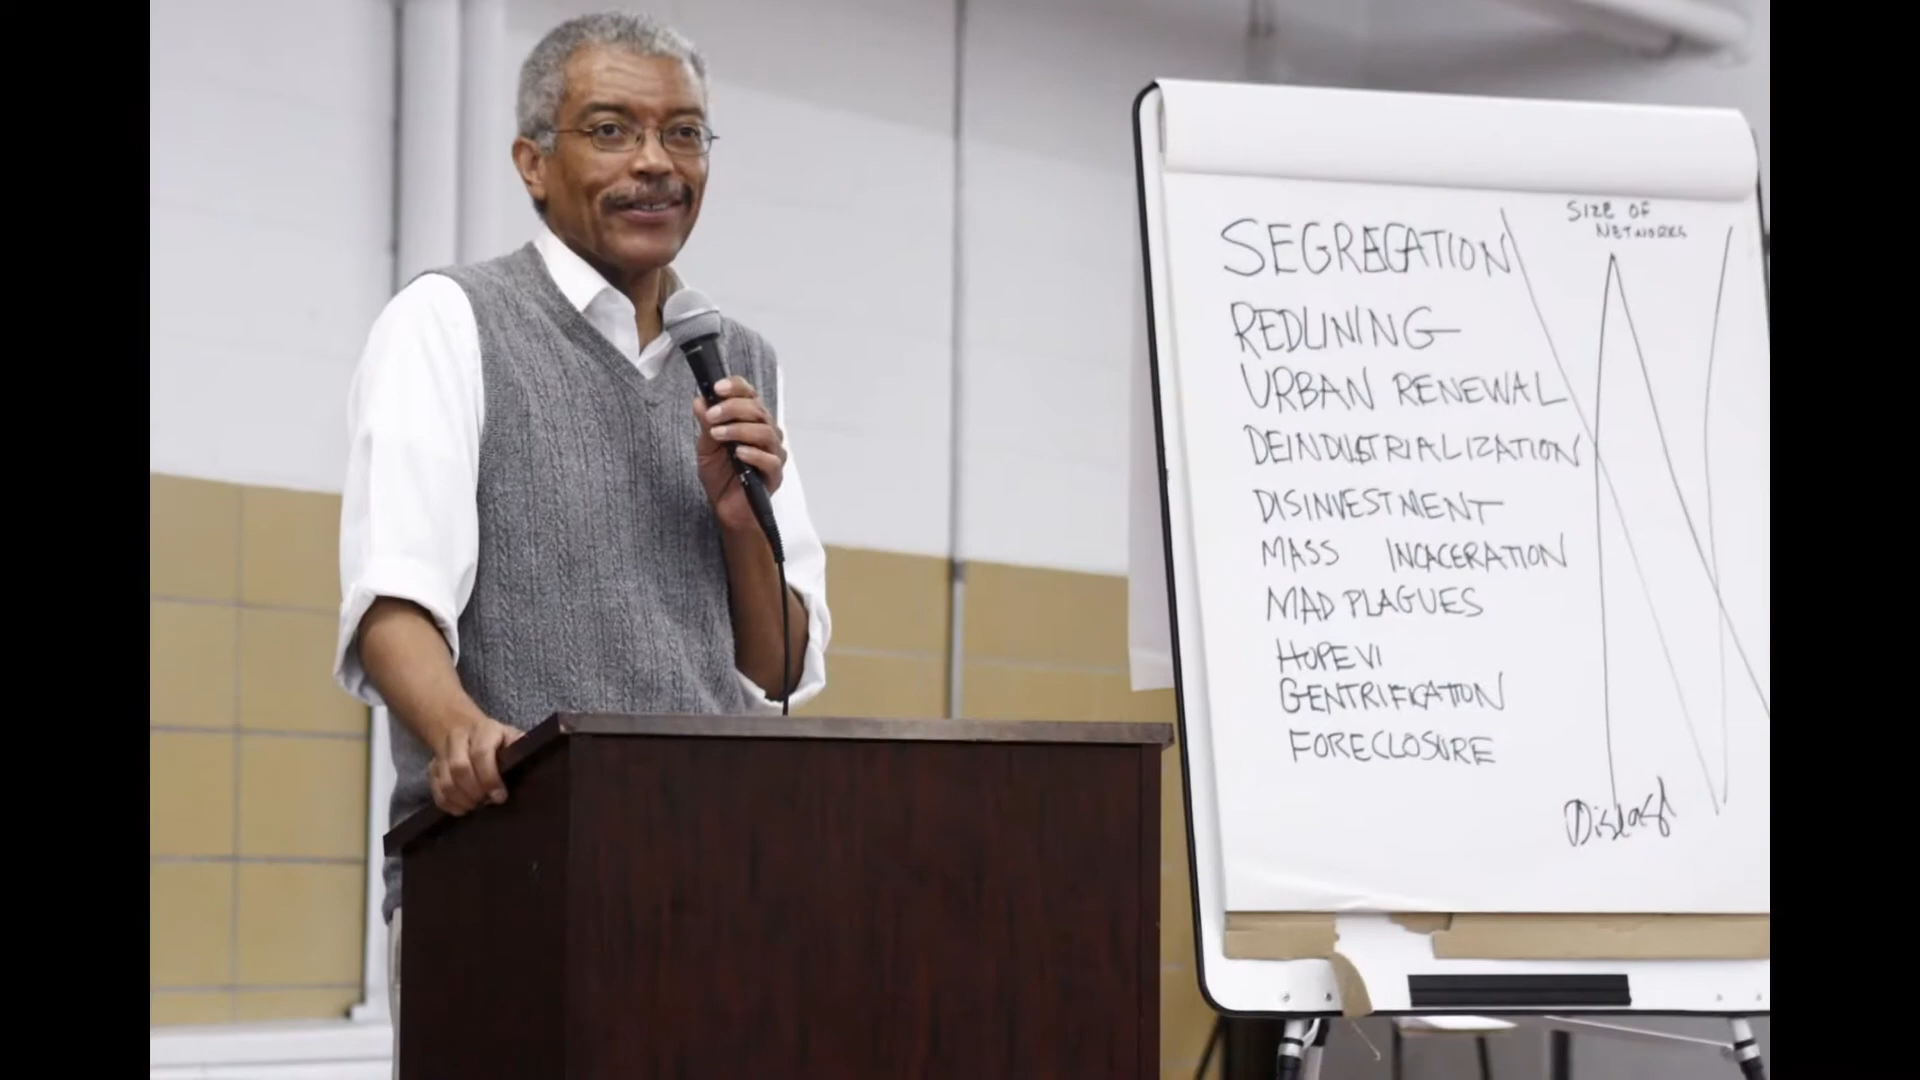 SIZE OF
NETWORKS
SEGREGATION
REDLINING
URBAN RENEWAL
DEINDUSTRIALIZATION
DISINVESTMENT
MASS INCACERATION
MAD PLAGUES
HOPE VI
GENTRIFICATION
FORECLOSURE